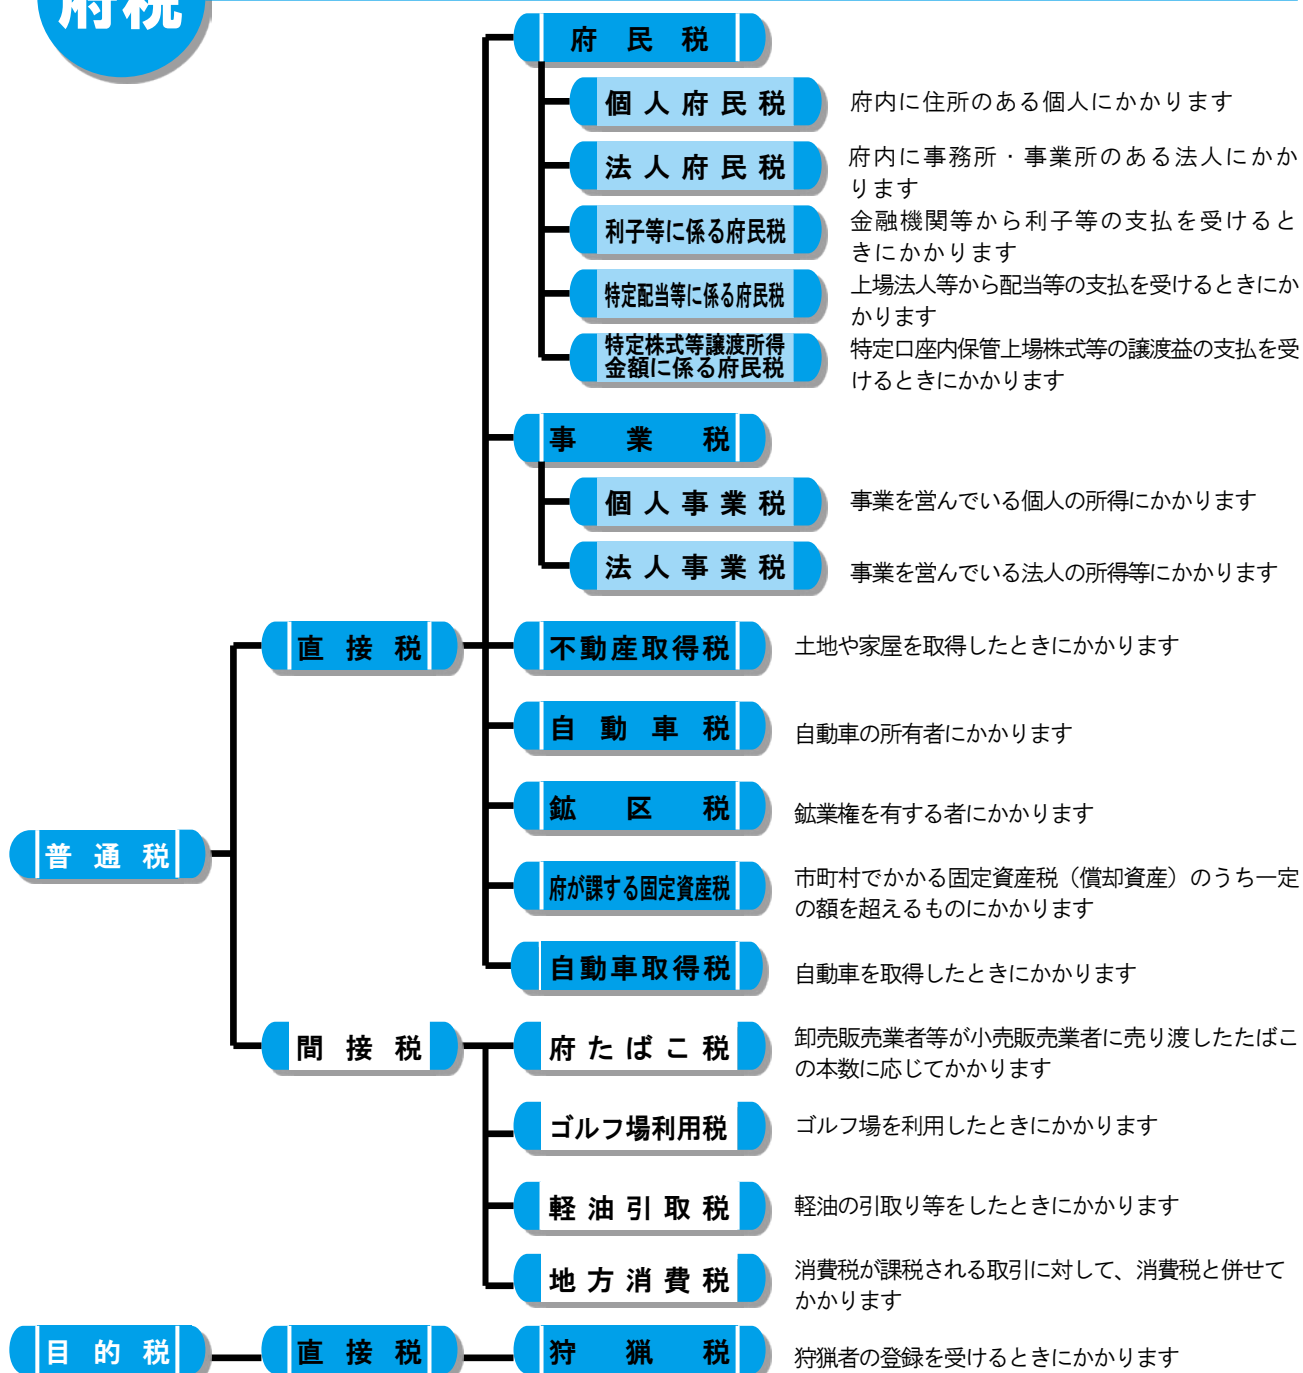 府税
府民税
個人府民税
府内に住所のある個人にかかります
法人府民税
府内に事務所・事業所のある法人にかか
ります
利子等に係る府民税
金融機関等から利子等の支払を受けると
きにかかります
特定配当等に係る府民税
上場法人等から配当等の支払を受けるときにか
かります
特定株式等譲渡所得
金額に係る府民税
特定口座内保管上場株式等の譲渡益の支払を受
けるときにかかります
事業税
個人事業税
事業を営んでいる個人の所得にかかります
法人事業税
事業を営んでいる法人の所得等にかかります
直接税
不動産取得税
土地や家屋を取得したときにかかります
自動車税
自動車の所有者にかかります
鉱区税
鉱業権を有する者にかかります
普通税
府が課する固定資産税
市町村でかかる固定資産税（償却資産）のうち一定
の額を超えるものにかかります
自動車取得税
自動車を取得したときにかかります
間接税
府たばこ税
卸売販売業者等が小売販売業者に売り渡したたばこ
の本数に応じてかかります
ゴルフ場利用税
ゴルフ場を利用したときにかかります
軽油引取税
軽油の引取り等をしたときにかかります
地方消費税
消費税が課税される取引に対して、消費税と併せて
かかります
目的税
直接税
狩猟税
狩猟者の登録を受けるときにかかります